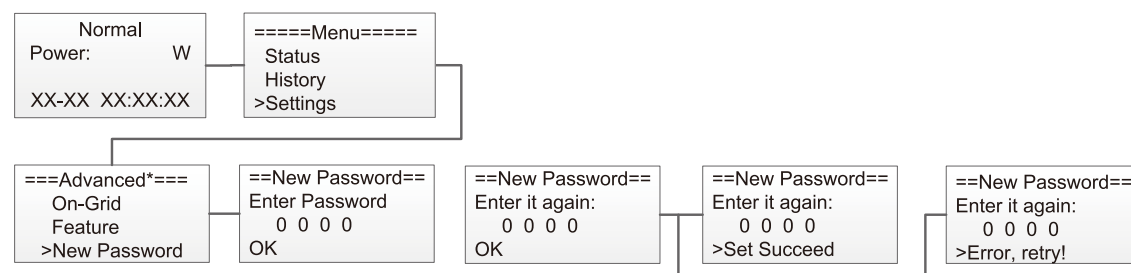 Normal
Power: W
XX-XX XX:XX:XX
=====Menu=====
Status
History
>Settings
===Advanced*===
On-Grid
Feature
>New Password
==New Password==
Enter Password
0 0 0 0
OK
==New Password==
Enter it again:
0 0 0 0
OK
==New Password==
Enter it again:
0 0 0 0
>Set Succeed
==New Password==
Enter it again:
0 0 0 0
>Error, retry!